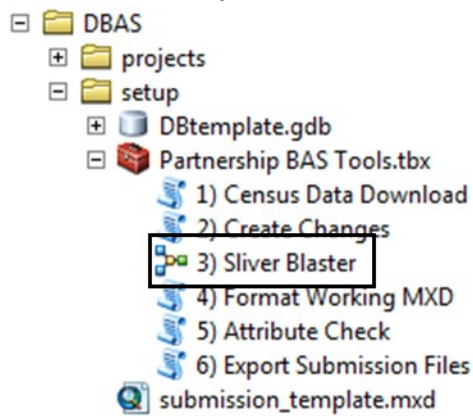 DBAS
projects
setup
DBtemplate.gdb
Partnership BAS Tools.tbx
1) Census Data Download
2) Create Changes
3) Sliver Blaster
4) Format Working MXD
5) Attribute Check
6) Export Submission Files
submission_template.mxd